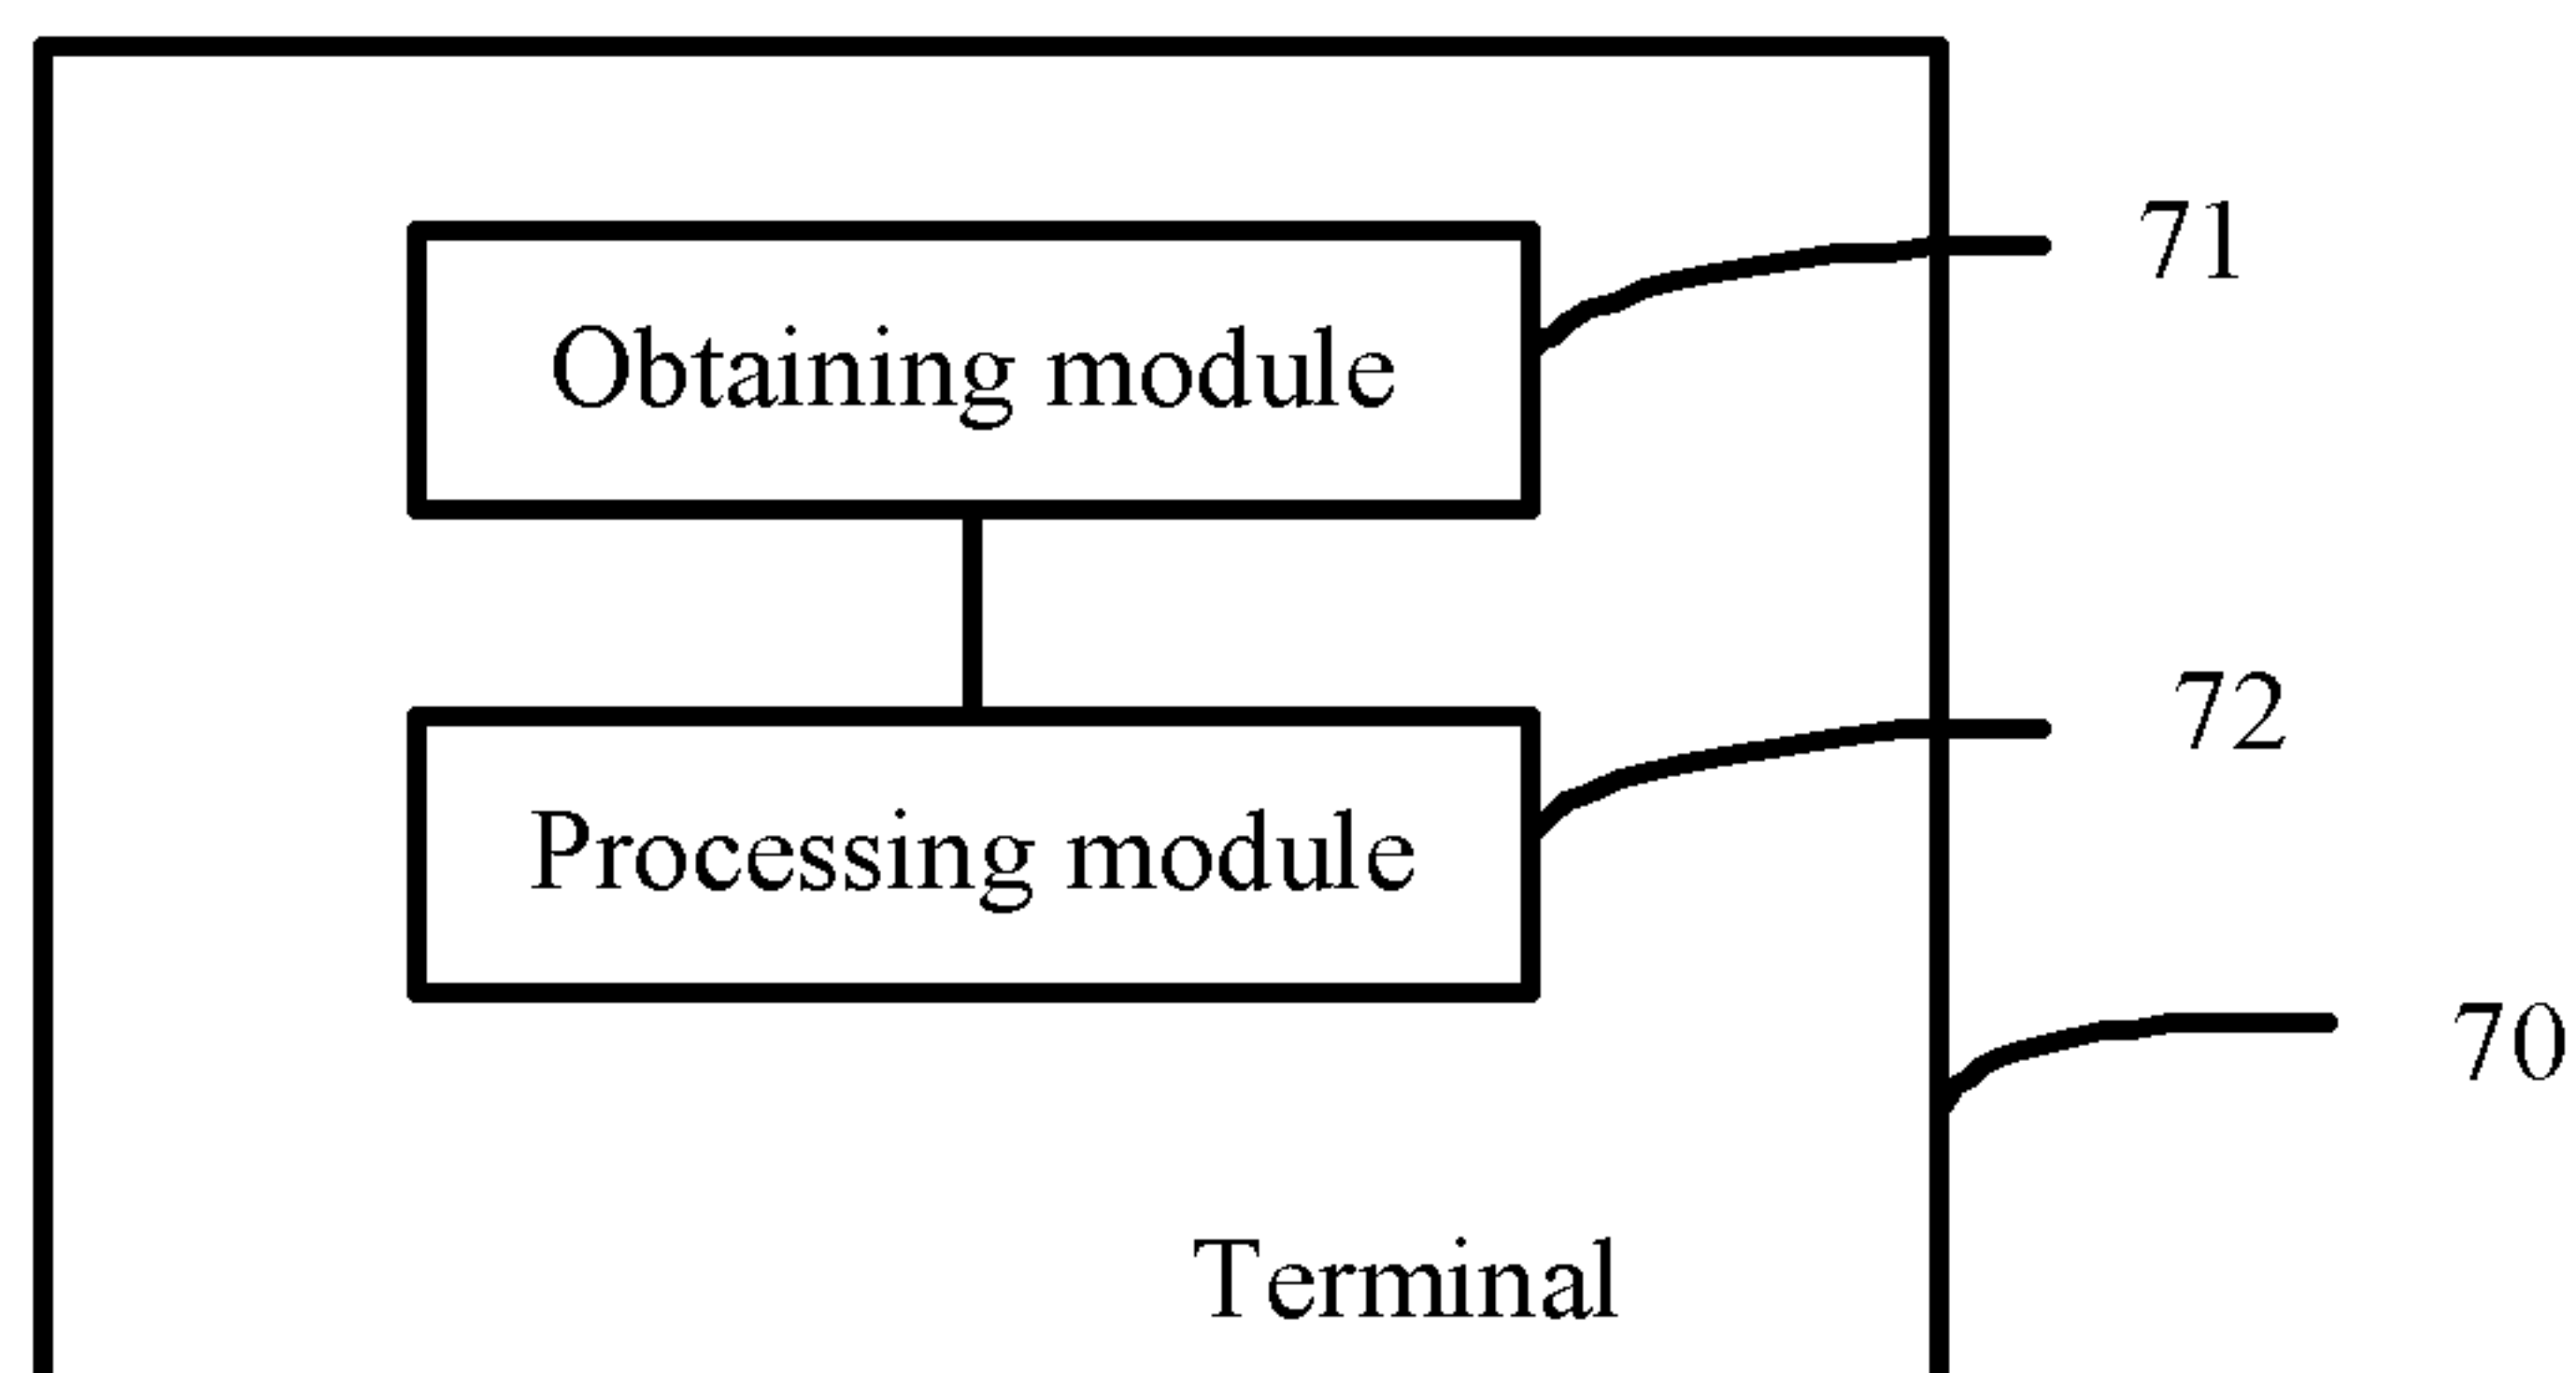 71
Obtaining module
72
Processing module
70
Terminal